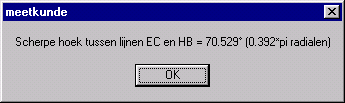 meetkunde
Scherpe hoek tussen lijnen EC en HB = 70.529° (0.392*pi radialen)
OK